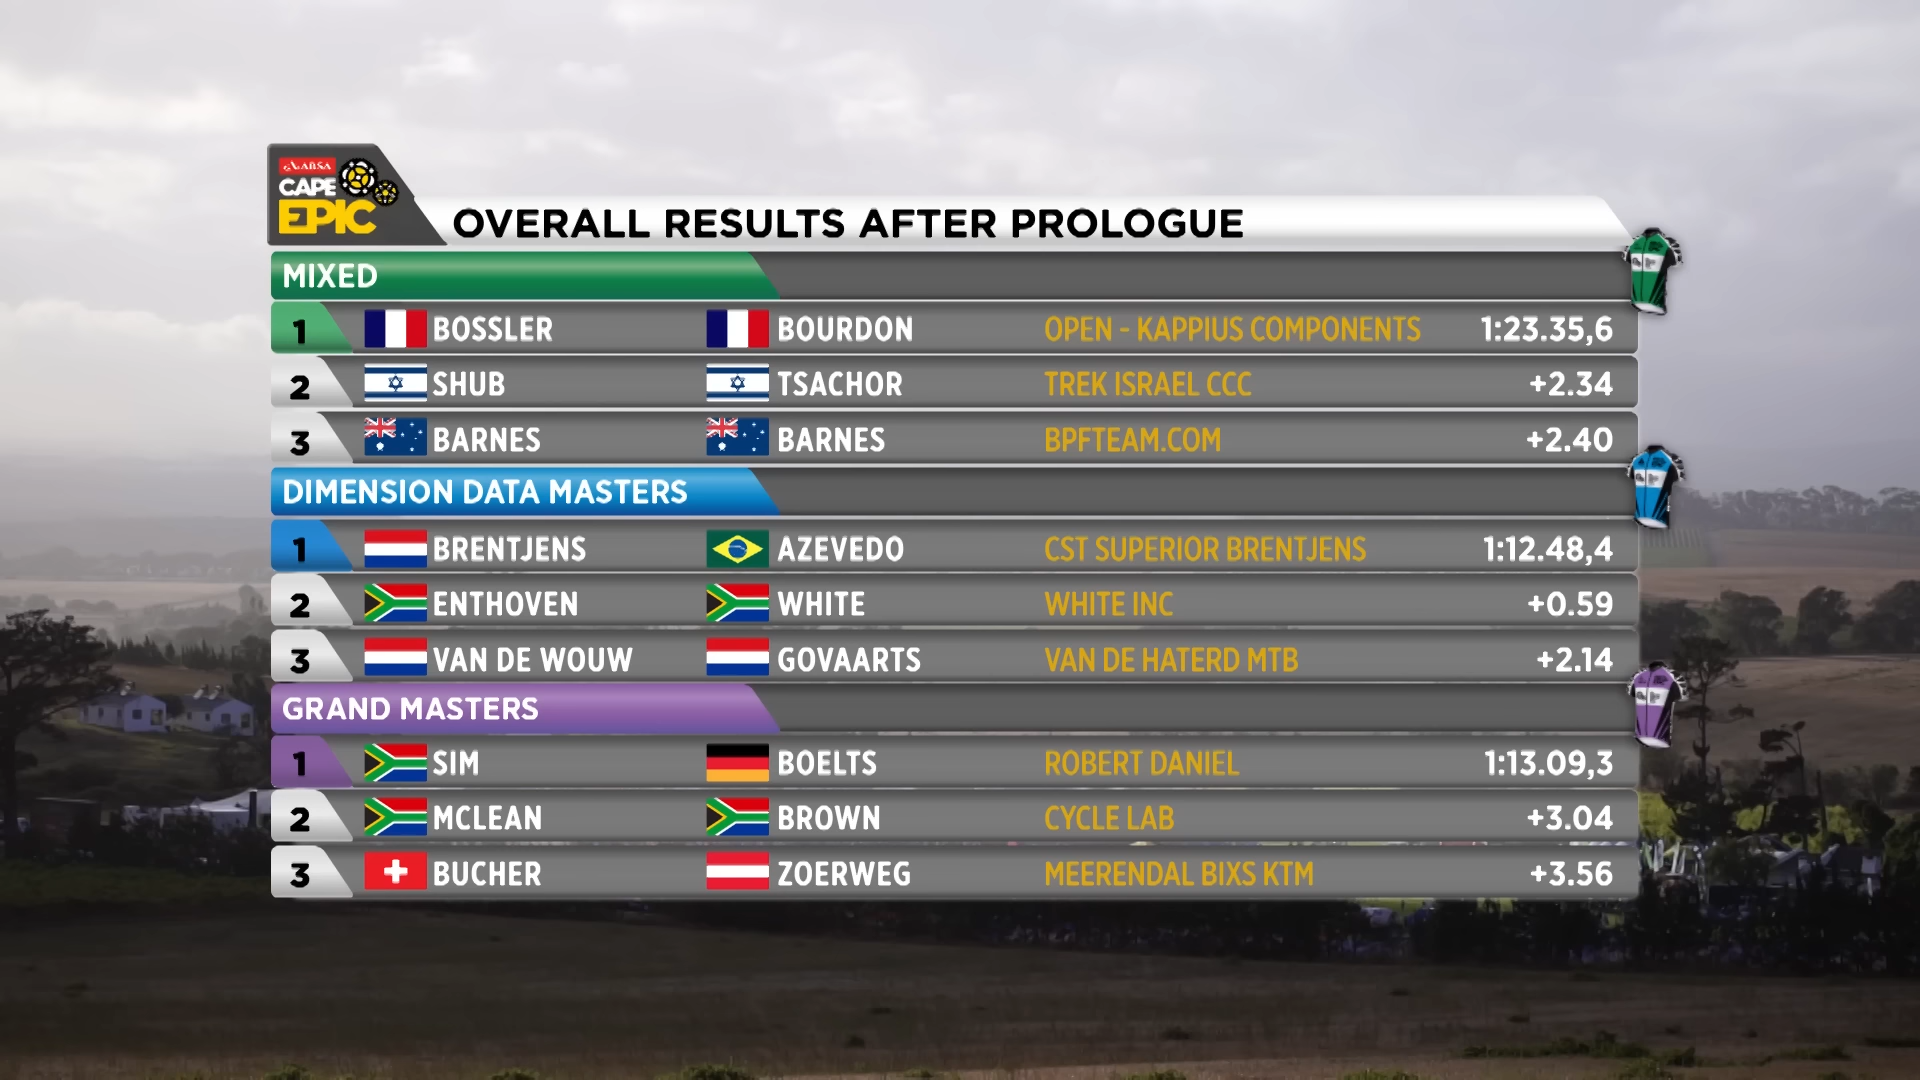 ABSA
CAPE
EPIC
OVERALL RESULTS AFTER PROLOGUE
MIXED
1 BOSSLER BOURDON OPEN - KAPPIUS COMPONENTS 1:23.35,6
2 SHUB TSACHOR TREK ISRAEL CCC +2.34
3 BARNES BARNES BPFTEAM.COM +2.40
DIMENSION DATA MASTERS
1 BRENTJENS AZEVEDO CST SUPERIOR BRENTJENS 1:12.48,4
2 ENTHOVEN WHITE WHITE INC +0.59
3 VAN DE WOUW GOVAARTS VAN DE HATERD MTB +2.14
GRAND MASTERS
1 SIM BOELTS ROBERT DANIEL 1:13.09,3
2 MCLEAN BROWN CYCLE LAB +3.04
3 BUCHER ZOERWEG MEERENDAL BIXS KTM +3.56